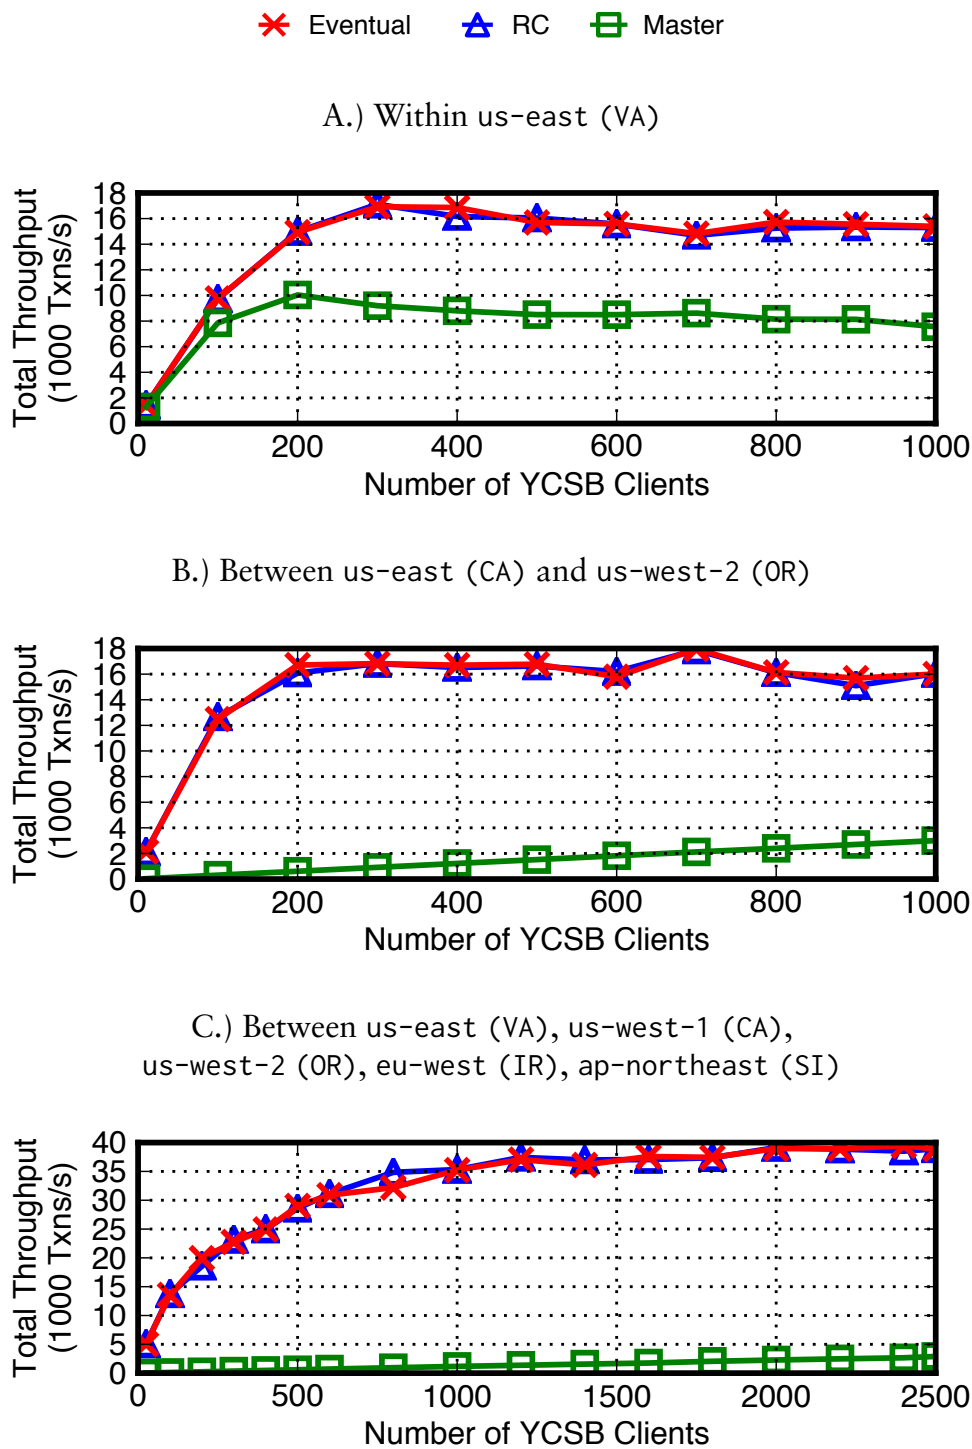 Eventual RC Master
A.) Within us-east (VA)
Total Throughput
(1000 Txns/s)
18
16
14
12
10
8
6
4
2
0
0 200 400 600 800 1000
Number of YCSB Clients
B.) Between us-east (CA) and us-west-2 (OR)
Total Throughput
(1000 Txns/s)
18
16
14
12
10
8
6
4
2
0
0 200 400 600 800 1000
Number of YCSB Clients
C.) Between us-east (VA), us-west-1 (CA),
us-west-2 (OR), eu-west (IR), ap-northeast (SI)
Total Throughput
(1000 Txns/s)
40
35
30
25
20
15
10
5
0
0 500 1000 1500 2000 2500
Number of YCSB Clients